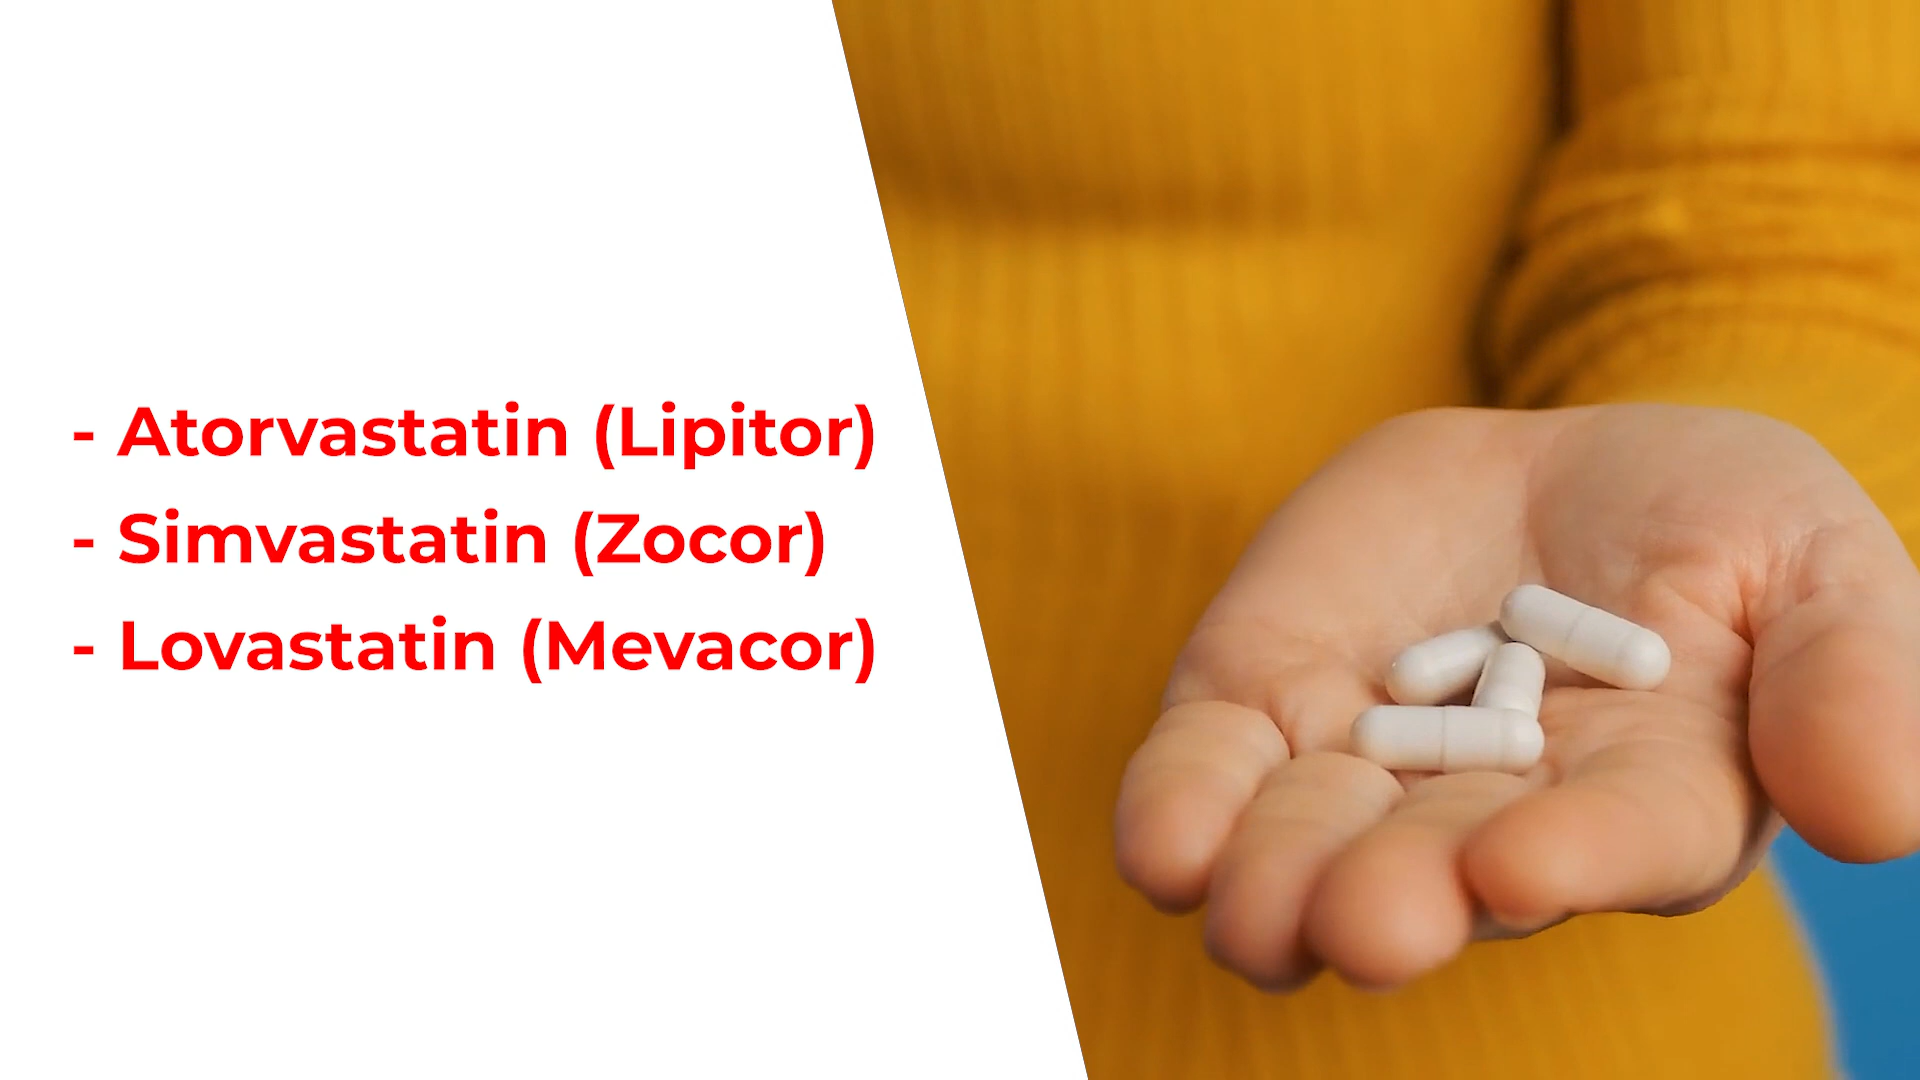 - Atorvastatin (Lipitor)
- Simvastatin (Zocor)
- Lovastatin (Mevacor)